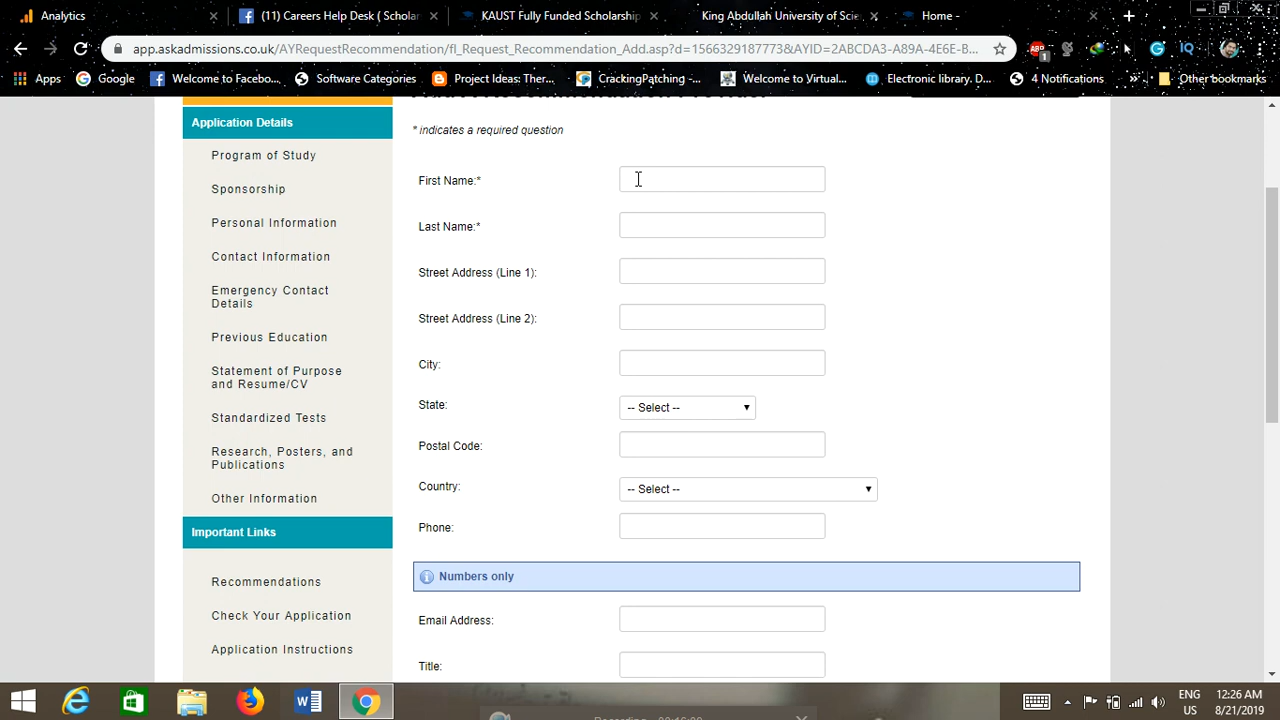 Analytics
(11) Careers Help Desk ( Scholar
KAUST Fully Funded Scholarship
King Abdullah University of Scie
Home -
app.askadmissions.co.uk/AYRequestRecommendation/fl_Request_Recommendation_Add.asp?d=1566329187773&AYID=2ABCDA3-A89A-4E6E-B...
ABP
1
IQ
Apps
Google
Welcome to Facebo...
Software Categories
Project Ideas: Ther...
CrackingPatching -...
Welcome to Virtual...
Electronic library. D...
4 Notifications
Other bookmarks
Application Details
* indicates a required question
Program of Study
First Name:*
Sponsorship
Personal Information
Last Name:*
Contact Information
Street Address (Line 1):
Emergency Contact
Details
Street Address (Line 2):
Previous Education
City:
Statement of Purpose
and Resume/CV
State:
-- Select --
Standardized Tests
Postal Code:
Research, Posters, and
Publications
Country:
-- Select --
Other Information
Phone:
Important Links
Numbers only
Recommendations
Check Your Application
Email Address:
Application Instructions
Title:
ENG
US
12:26 AM
8/21/2019